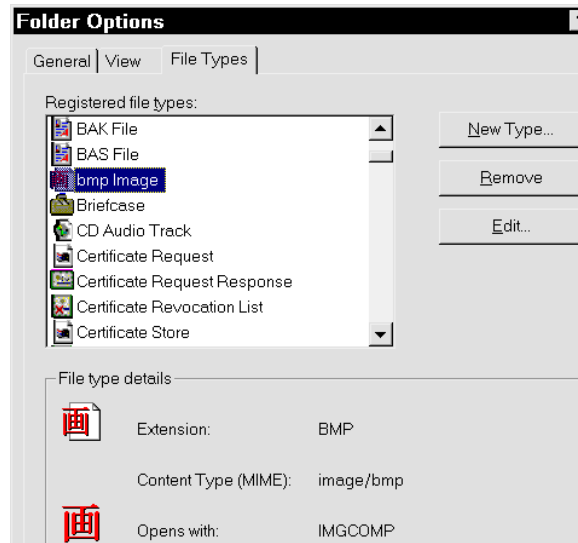 Folder Options
General View File Types
Registered file types:
BAK File
BAS File
bmp Image
Briefcase
CD Audio Track
Certificate Request
Certificate Request Response
Certificate Revocation List
Certificate Store
New Type...
Remove
Edit...
File type details
画 Extension: BMP
Content Type (MIME): image/bmp
画 Opens with: IMGCOMP